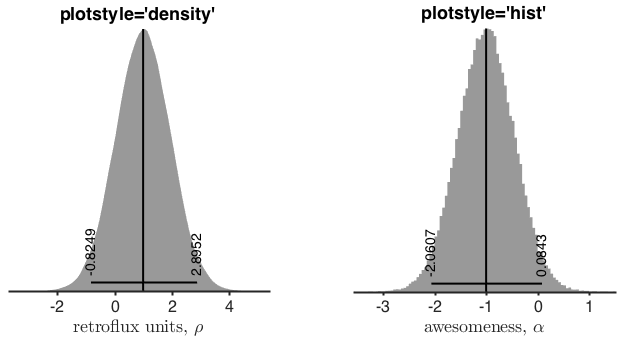 plotstyle='density'
-0.8249
2.8952
-2 0 2 4
retroflux units, ρ
plotstyle='hist'
-2.0607
0.0843
-3 -2 -1 0 1
awesomeness, α